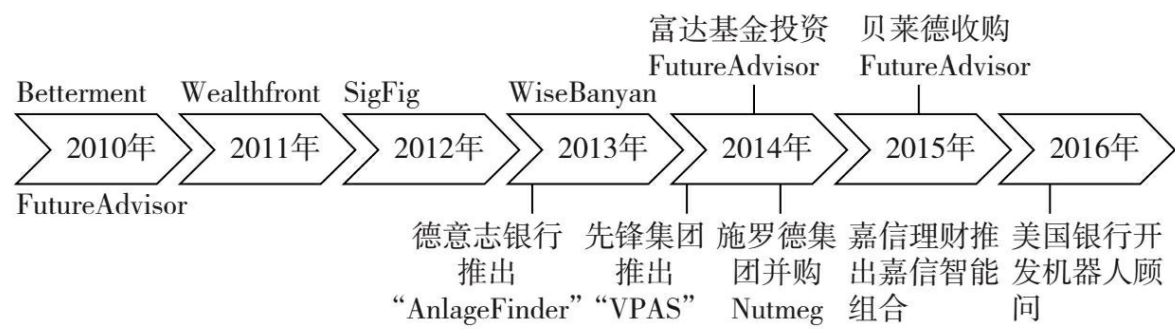 富达基金投资
FutureAdvisor
贝莱德收购
FutureAdvisor
Betterment
Wealthfront
SigFig
WiseBanyan
2010年
2011年
2012年
2013年
2014年
2015年
2016年
FutureAdvisor
德意志银行
推出
“AnlageFinder”
先锋集团
推出
“VPAS”
施罗德集
团并购
Nutmeg
嘉信理财推
出嘉信智能
组合
美国银行开
发机器人顾
问